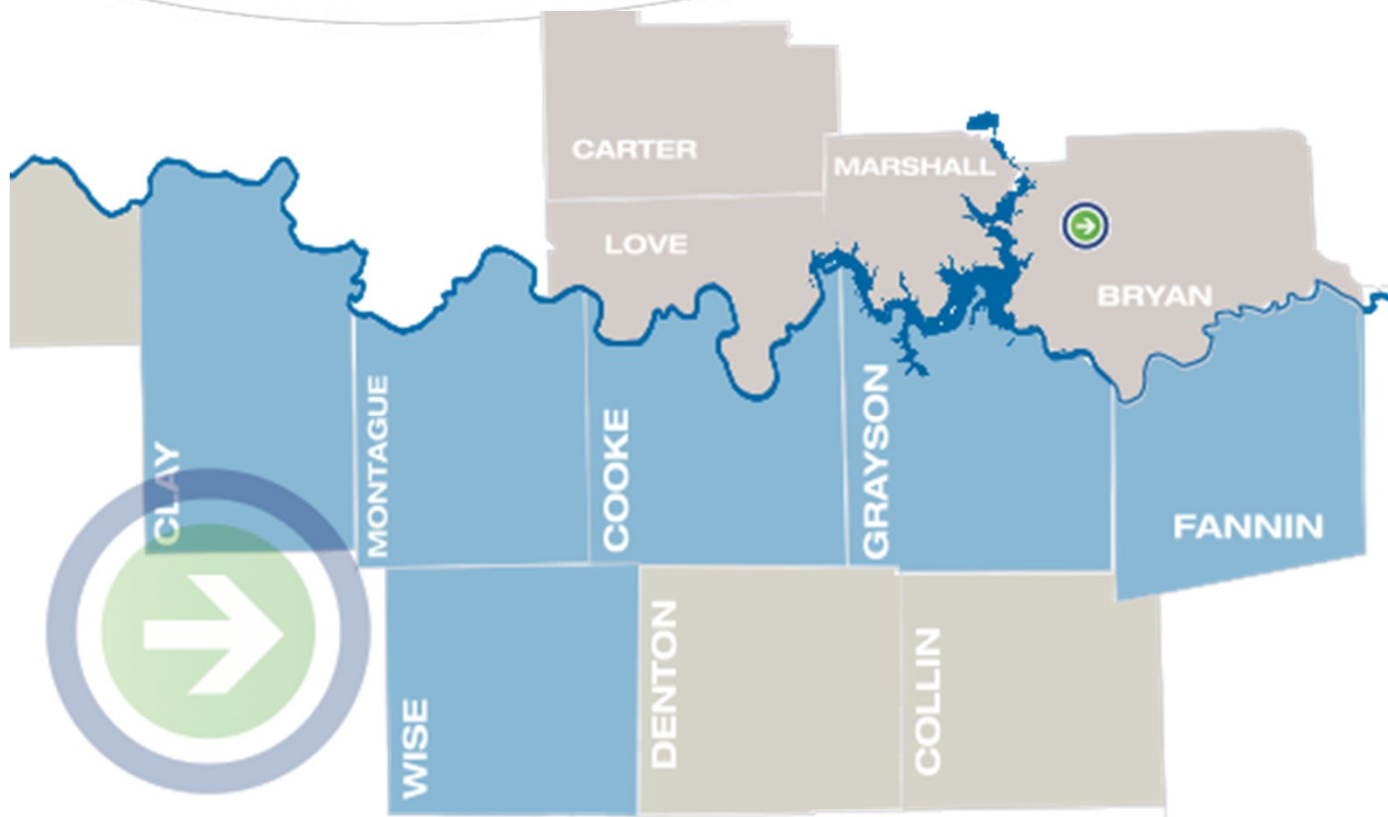 CARTER
MARSHALL
LOVE
BRYAN
CLAY
MONTAGUE
COOKE
GRAYSON
FANNIN
WISE
DENTON
COLLIN